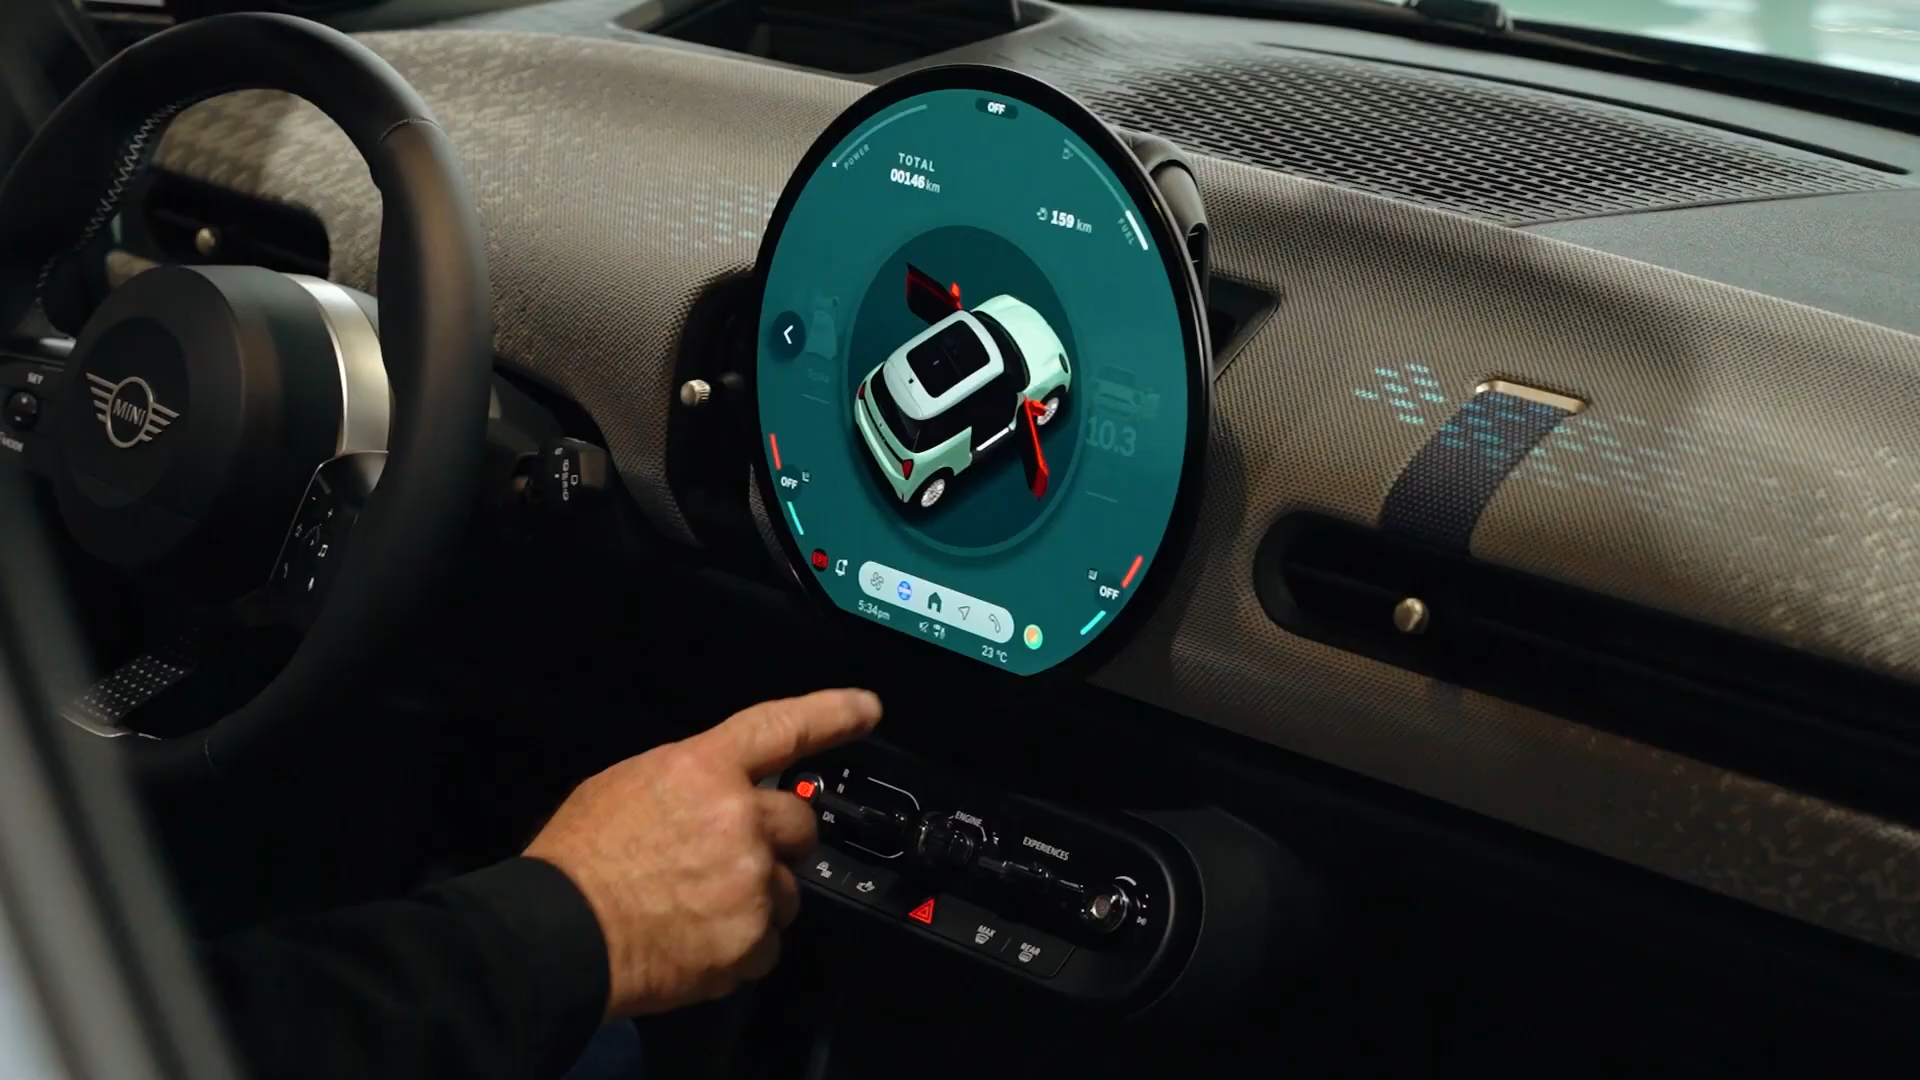 OFF
POWER
TOTAL
00146 km
159 km
FUEL
10.3
OFF
OFF
5:34pm
23 °C
SET
MODE
MINI
R
N
D/L
ENGINE
EXPERIENCES
MAX
REAR